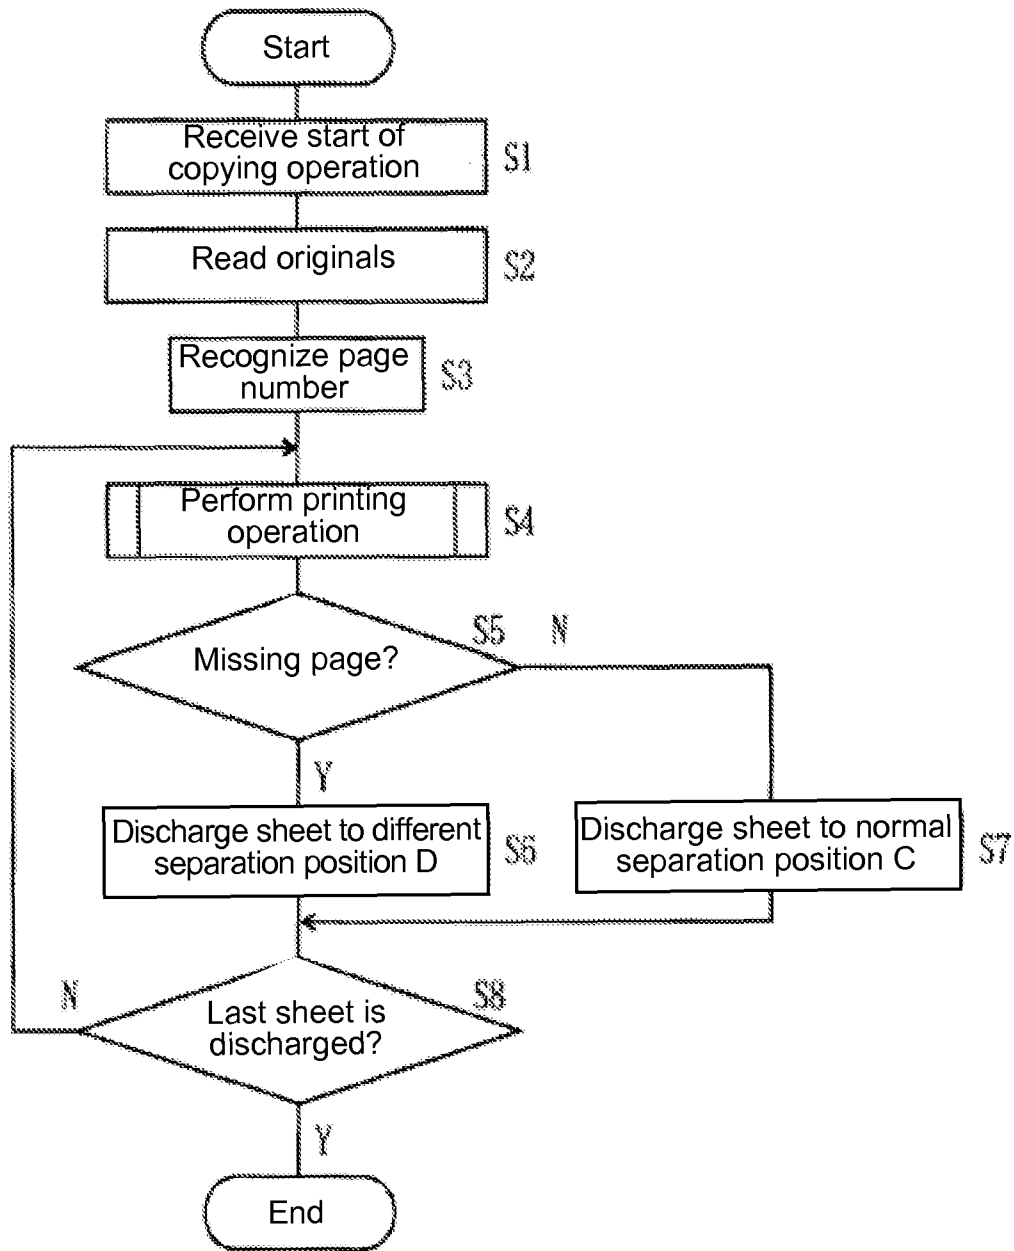 Start
Receive start of
copying operation
S1
Read originals
S2
Recognize page
number
S3
Perform printing
operation
S4
Missing page?
S5
N
Y
Discharge sheet to different
separation position D
S6
Discharge sheet to normal
separation position C
S7
Last sheet is
discharged?
S8
N
Y
End